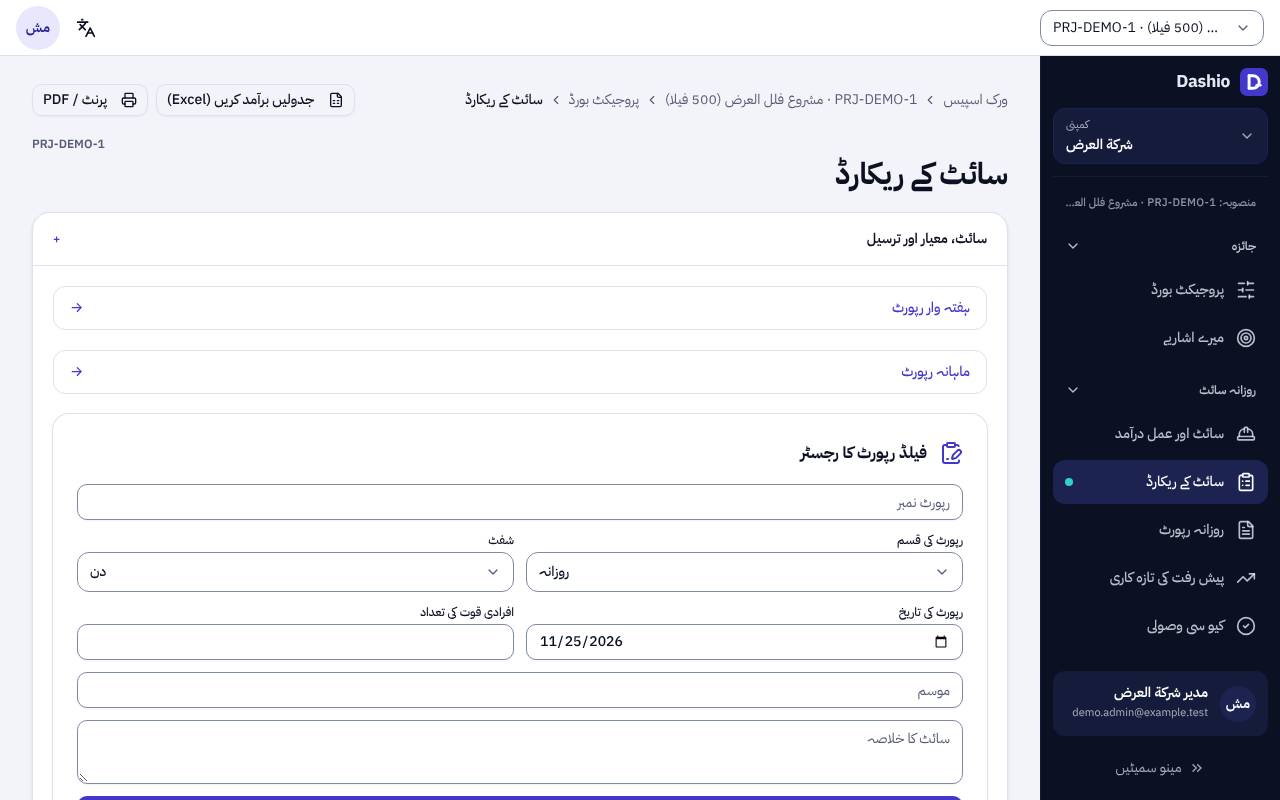 PRJ-DEMO-1 · (500 فیلا) ...
مش
Dashio
کمپنی
شركة العرض
منصوبہ: PRJ-DEMO-1 · مشروع فلل الع...
جائزہ
پروجیکٹ بورڈ
میرے اشاریے
روزانہ سائٹ
سائٹ اور عمل درآمد
سائٹ کے ریکارڈ
روزانہ رپورٹ
پیش رفت کی تازہ کاری
کیو سی وصولی
مش
مدير شركة العرض
demo.admin@example.test
مینو سمیٹیں
ورک اسپیس › PRJ-DEMO-1 · مشروع فلل العرض (500 فيلا) › پروجیکٹ بورڈ › سائٹ کے ریکارڈ
جدولیں برآمد کریں (Excel)
پرنٹ / PDF
PRJ-DEMO-1
سائٹ کے ریکارڈ
سائٹ، معیار اور ترسیل
+
ہفتہ وار رپورٹ
ماہانہ رپورٹ
فیلڈ رپورٹ کا رجسٹر
رپورٹ نمبر
رپورٹ کی قسم
شفٹ
روزانہ
دن
رپورٹ کی تاریخ
افرادی قوت کی تعداد
11/25/2026
موسم
سائٹ کا خلاصہ